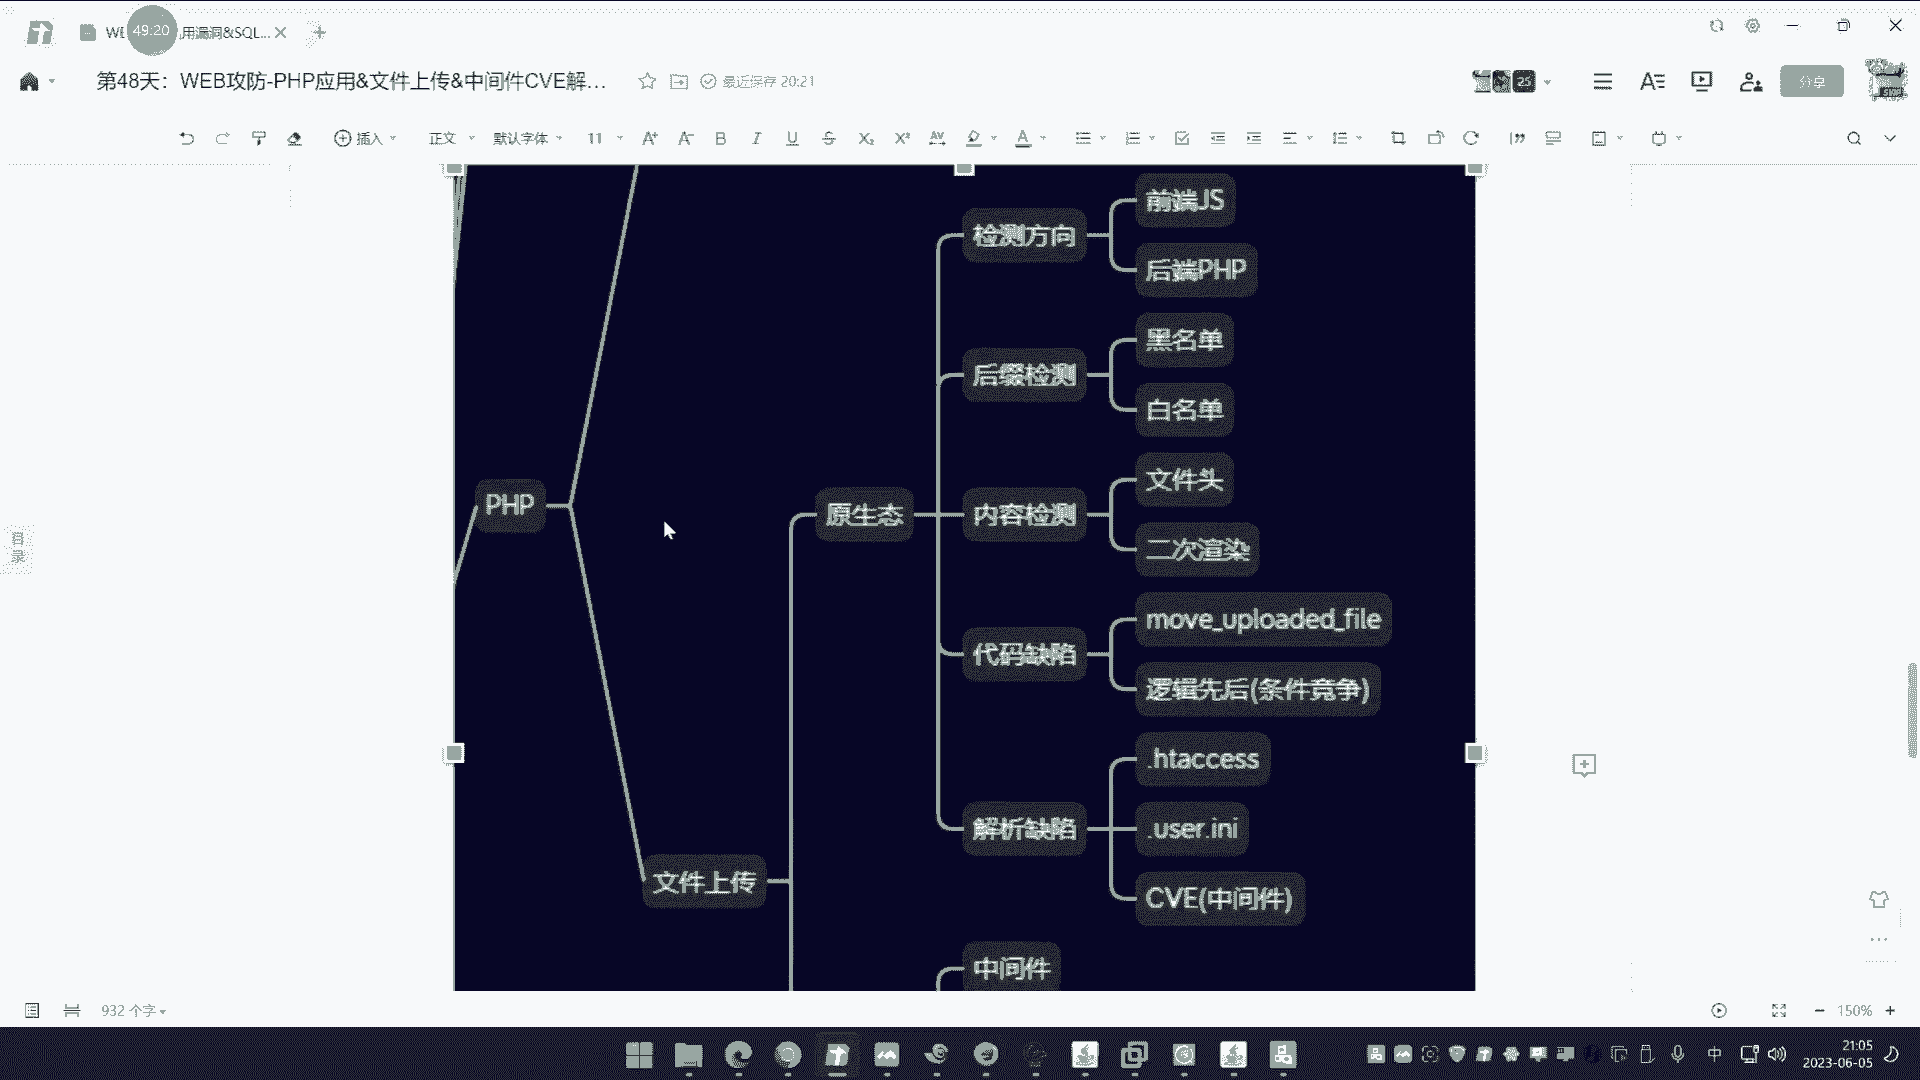 49:20
用漏洞&SQL...
第48天：WEB攻防-PHP应用&文件上传&中间件CVE解...
最近保存 20:21
25
分享
插入
正文
默认字体
11
目录
前端JS
检测方向
后端PHP
黑名单
后缀检测
白名单
文件头
PHP
原生态
内容检测
二次渲染
move_uploaded_file
代码缺陷
逻辑先后(条件竞争)
.htaccess
解析缺陷
.user.ini
文件上传
CVE(中间件)
中间件
932 个字
150%
中
21:05
2023-06-05